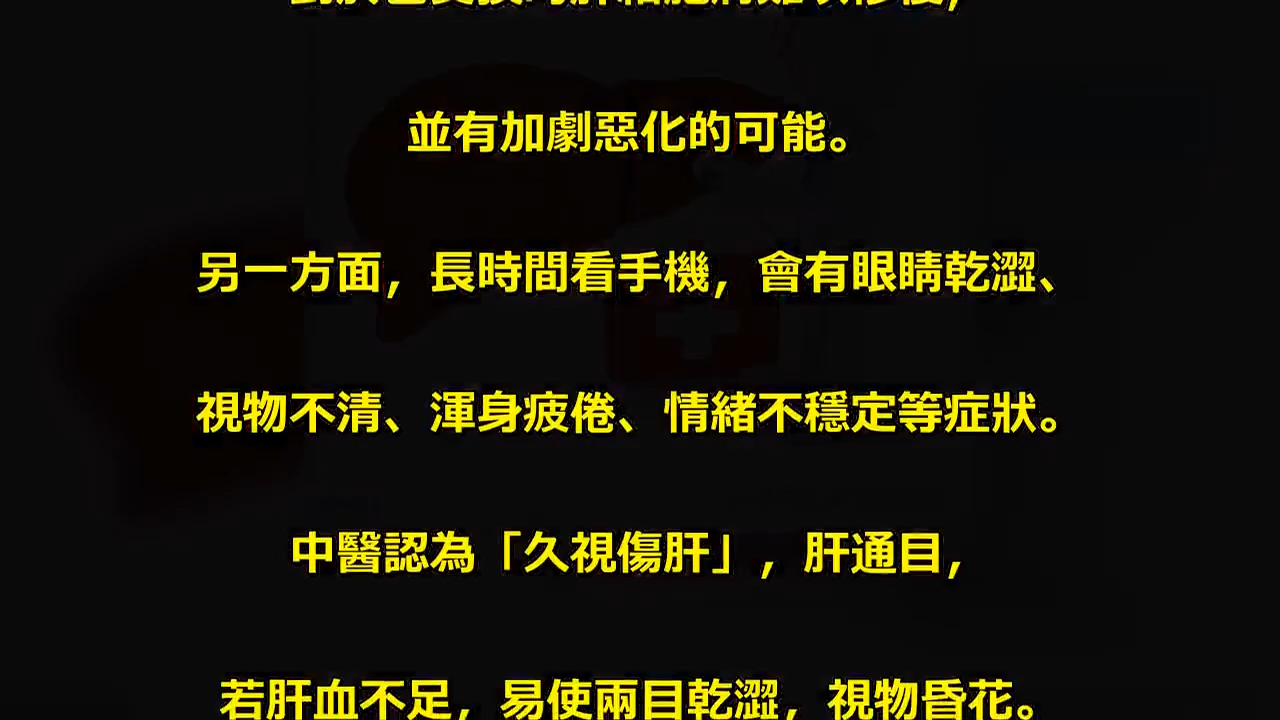 並有加劇惡化的可能。
另一方面，長時間看手機，會有眼睛乾澀、
視物不清、渾身疲倦、情緒不穩定等症狀。
中醫認為「久視傷肝」，肝通目，
若肝血不足，易使兩目乾澀，視物昏花。